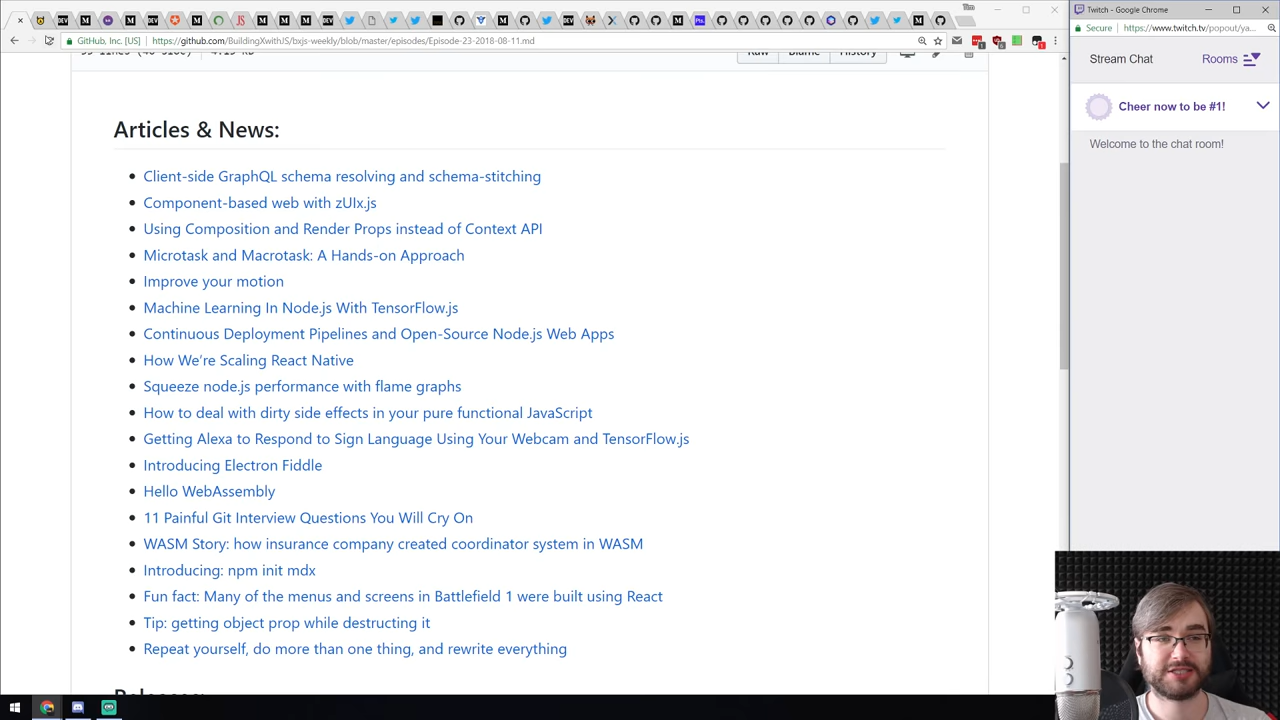 Tim
Twitch - Google Chrome
GitHub, Inc. [US]
https://github.com/BuildingXwithJS/bxjs-weekly/blob/master/episodes/Episode-23-2018-08-11.md
Secure
https://www.twitch.tv/popout/ya...
Raw Blame History
Stream Chat
Rooms
Cheer now to be #1!
Welcome to the chat room!
Articles & News:
Client-side GraphQL schema resolving and schema-stitching
Component-based web with zUIx.js
Using Composition and Render Props instead of Context API
Microtask and Macrotask: A Hands-on Approach
Improve your motion
Machine Learning In Node.js With TensorFlow.js
Continuous Deployment Pipelines and Open-Source Node.js Web Apps
How We're Scaling React Native
Squeeze node.js performance with flame graphs
How to deal with dirty side effects in your pure functional JavaScript
Getting Alexa to Respond to Sign Language Using Your Webcam and TensorFlow.js
Introducing Electron Fiddle
Hello WebAssembly
11 Painful Git Interview Questions You Will Cry On
WASM Story: how insurance company created coordinator system in WASM
Introducing: npm init mdx
Fun fact: Many of the menus and screens in Battlefield 1 were built using React
Tip: getting object prop while destructing it
Repeat yourself, do more than one thing, and rewrite everything